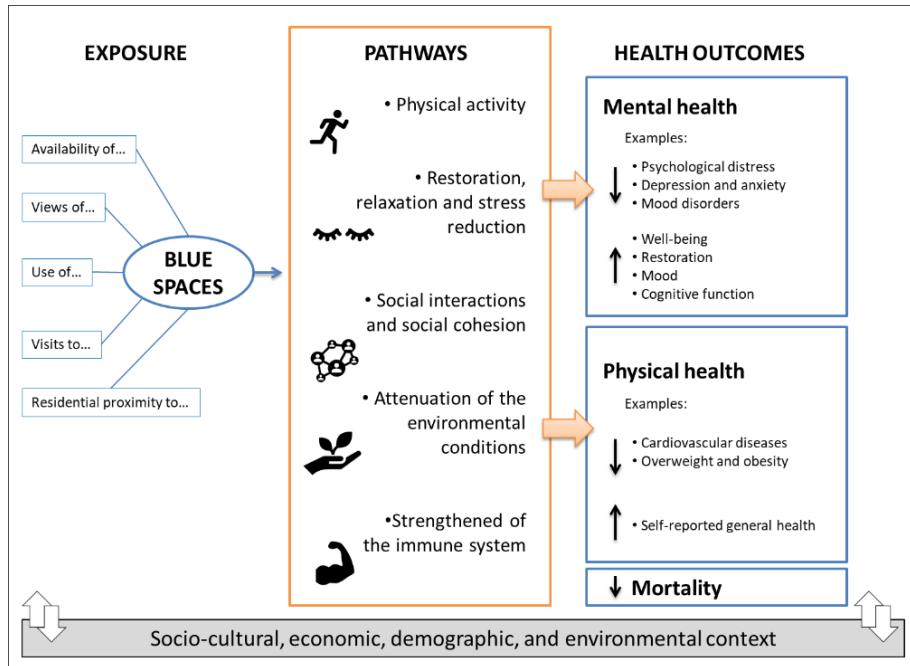 EXPOSURE
Availability of...
Views of...
Use of...
Visits to...
Residential proximity to...
BLUE
SPACES
PATHWAYS
• Physical activity
• Restoration,
relaxation and stress
reduction
• Social interactions
and social cohesion
• Attenuation of the
environmental
conditions
•Strengthened of
the immune system
HEALTH OUTCOMES
Mental health
Examples:
• Psychological distress
• Depression and anxiety
• Mood disorders
• Well-being
• Restoration
• Mood
• Cognitive function
Physical health
Examples:
• Cardiovascular diseases
• Overweight and obesity
• Self-reported general health
Mortality
Socio-cultural, economic, demographic, and environmental context